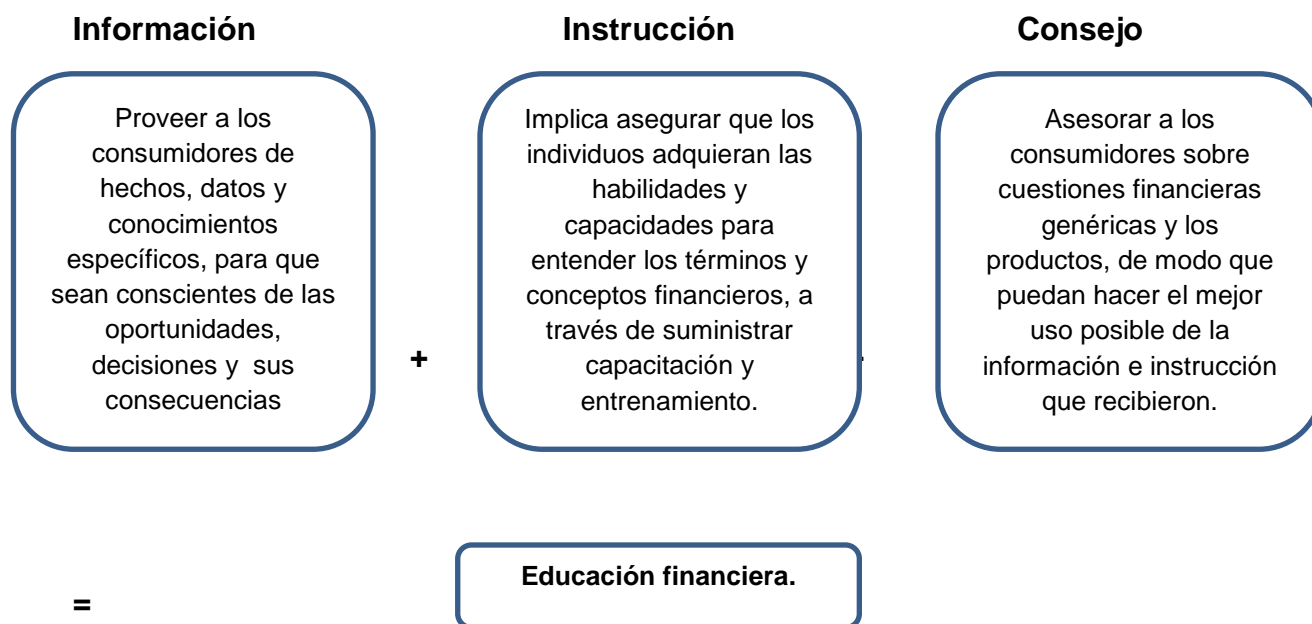 Información
Proveer a los
consumidores de
hechos, datos y
conocimientos
específicos, para que
sean conscientes de las
oportunidades,
decisiones y  sus
consecuencias
+
Instrucción
Implica asegurar que los
individuos adquieran las
habilidades y
capacidades para
entender los términos y
conceptos financieros, a
través de suministrar
capacitación y
entrenamiento.
Consejo
Asesorar a los
consumidores sobre
cuestiones financieras
genéricas y los
productos, de modo que
puedan hacer el mejor
uso posible de la
información e instrucción
que recibieron.
=
Educación financiera.